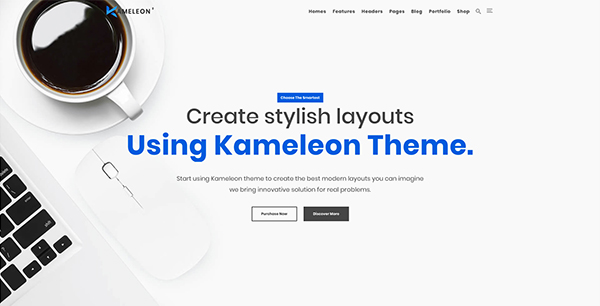 KAMELEON
Homes Features Headers Pages Blog Portfolio Shop
Choose The Smartest
Create stylish layouts
Using Kameleon Theme.
Start using Kameleon theme to create the best modern layouts you can imagine
we bring innovative solution for real problems.
Purchase Now Discover More